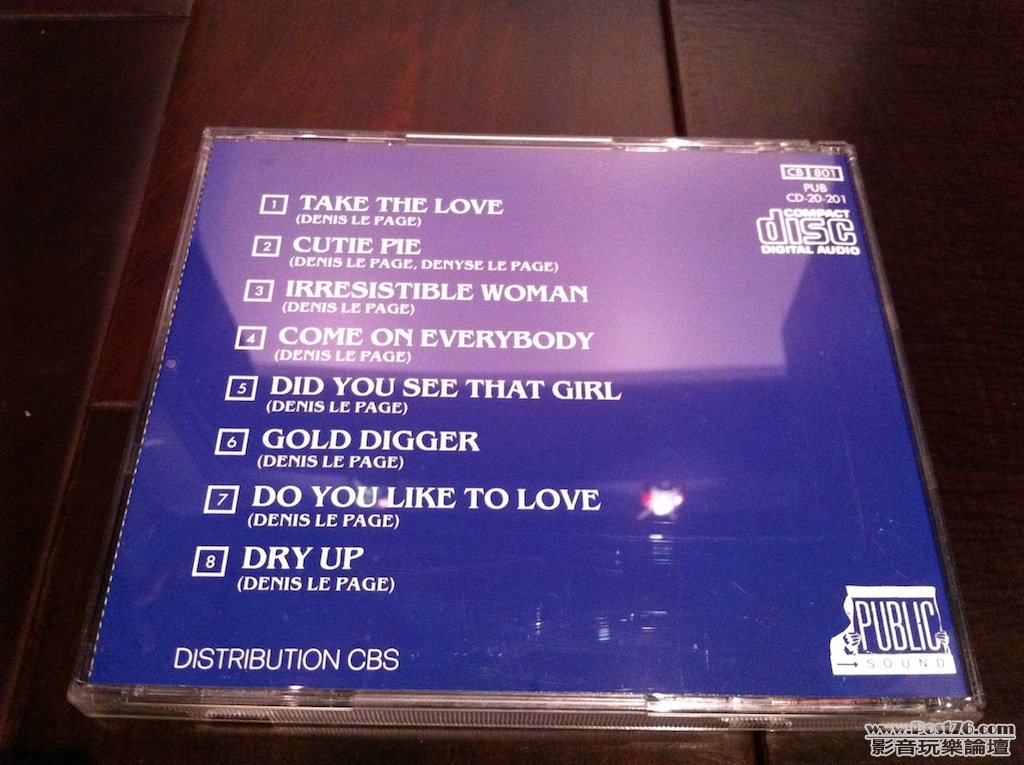 CB 801
PUB
CD-20-201
COMPACT
disc
DIGITAL AUDIO
1 TAKE THE LOVE
(DENIS LE PAGE)
2 CUTIE PIE
(DENIS LE PAGE, DENYSE LE PAGE)
3 IRRESISTIBLE WOMAN
(DENIS LE PAGE)
4 COME ON EVERYBODY
(DENIS LE PAGE)
5 DID YOU SEE THAT GIRL
(DENIS LE PAGE)
6 GOLD DIGGER
(DENIS LE PAGE)
7 DO YOU LIKE TO LOVE
(DENIS LE PAGE)
8 DRY UP
(DENIS LE PAGE)
DISTRIBUTION CBS
PUBLIC
SOUND
www.Post76.com
影音玩樂論壇